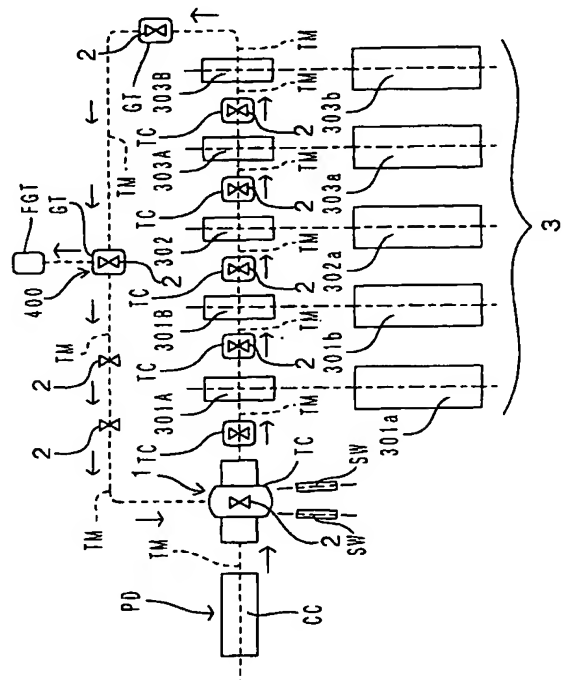 FGT
GT
400
2
GT
2
TM
2
2
TM
TM
TM
303B
TM
303b
TC
2
303A
TM
303a
TC
2
302
TM
302a
TC
2
301B
TM
301b
TC
2
301A
TM
301a
TC
1
TC
SW
2
SW
TM
PD
CC
3